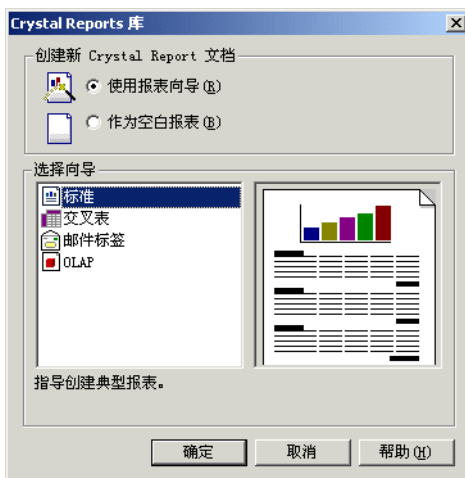 Crystal Reports 库
创建新 Crystal Report 文档
使用报表向导(R)
作为空白报表(B)
选择向导
标准
交叉表
邮件标签
OLAP
指导创建典型报表。
确定
取消
帮助(H)